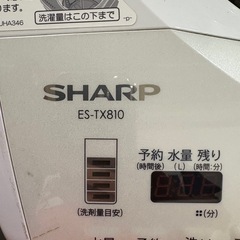 洗濯量はこの下まで
JHA346
SHARP
ES-TX810
予約 水量 残り
(時間後) (L) (時間:分)
(洗剤量目安)
(分)